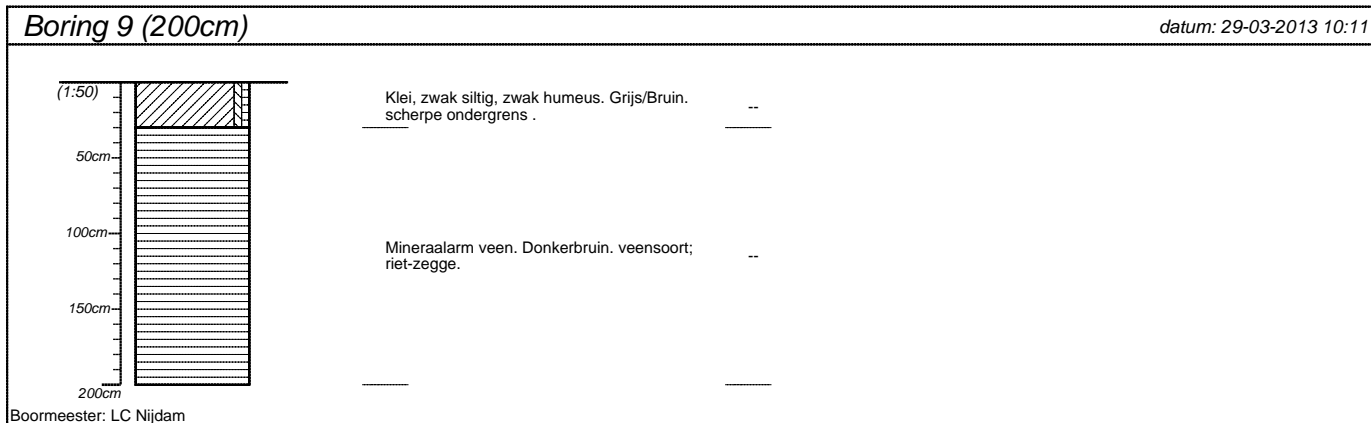 Boring 9 (200cm)
datum: 29-03-2013 10:11
(1:50)
Klei, zwak siltig, zwak humeus. Grijs/Bruin.
scherpe ondergrens .
--
50cm
100cm
Mineraalarm veen. Donkerbruin. veensoort;
riet-zegge.
--
150cm
200cm
Boormeester: LC Nijdam